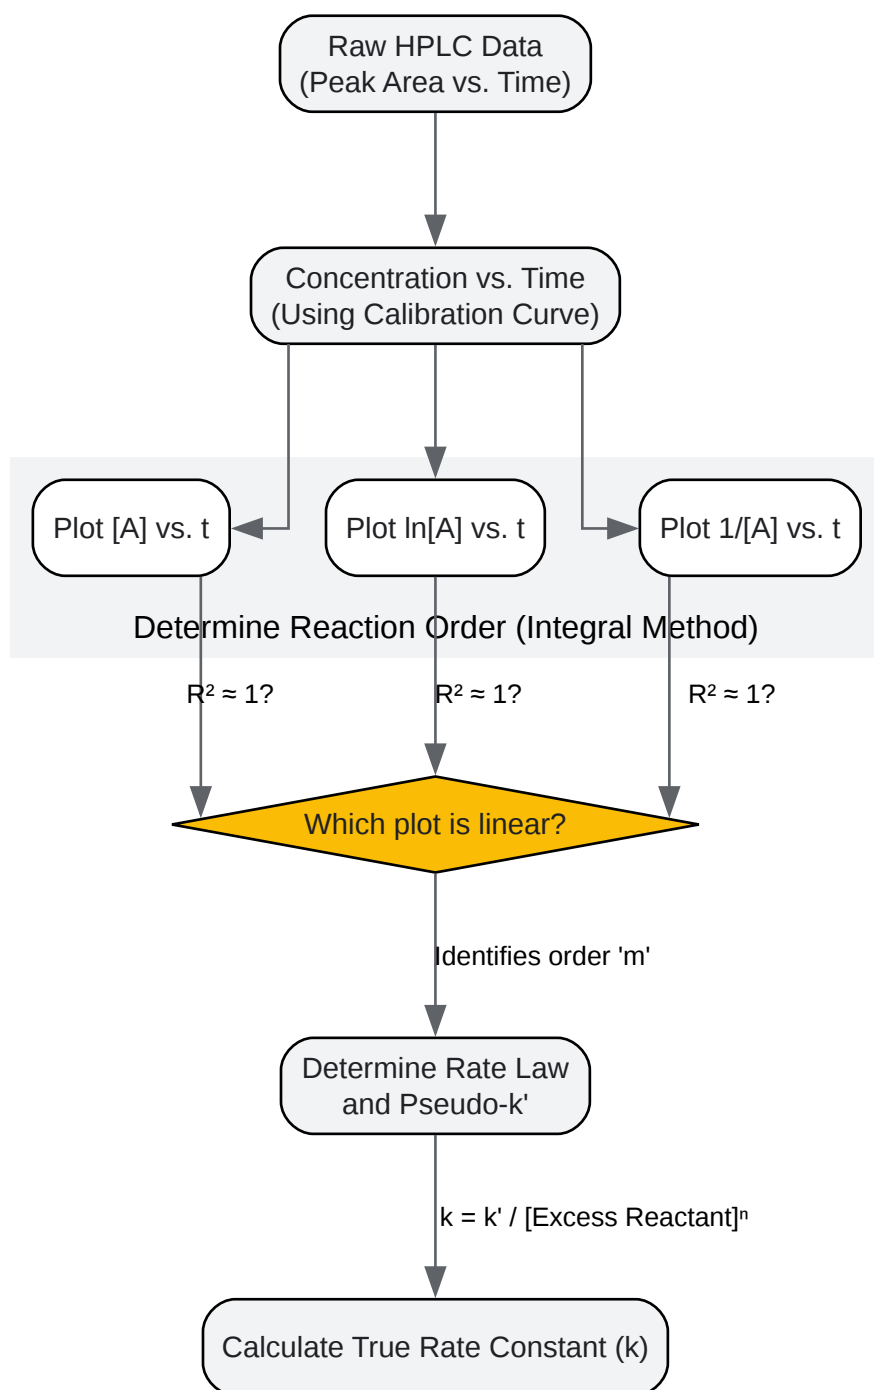 Raw HPLC Data
(Peak Area vs. Time)
Concentration vs. Time
(Using Calibration Curve)
Plot [A] vs. t
Plot ln[A] vs. t
Plot 1/[A] vs. t
Determine Reaction Order (Integral Method)
R² ≈ 1?
R² ≈ 1?
R² ≈ 1?
Which plot is linear?
Identifies order 'm'
Determine Rate Law
and Pseudo-k'
k = k' / [Excess Reactant]ⁿ
Calculate True Rate Constant (k)